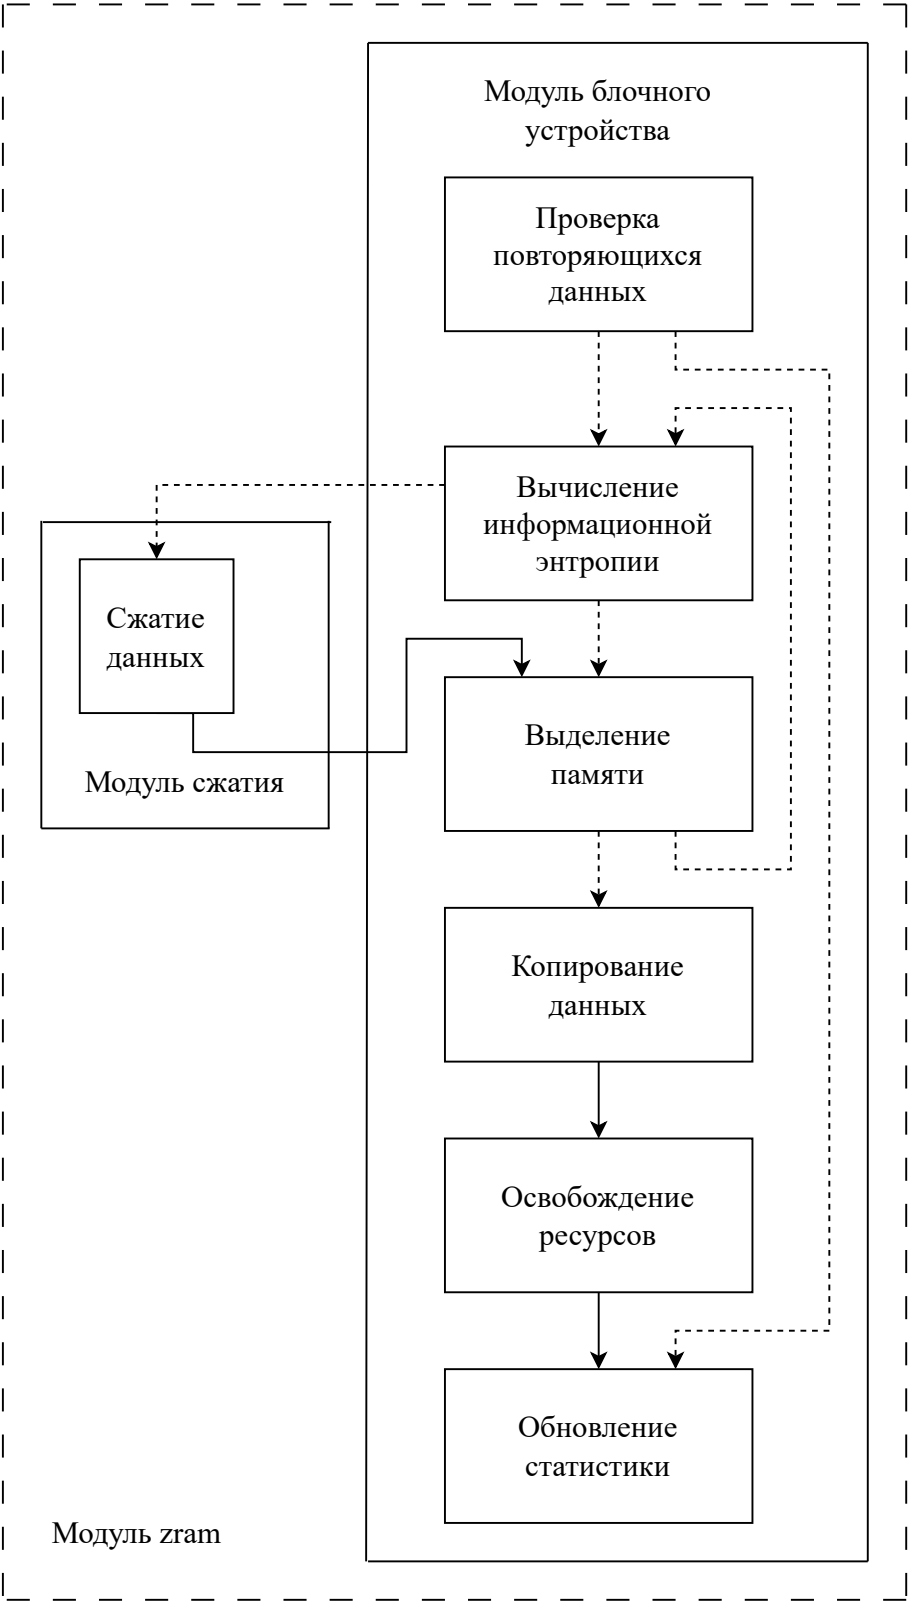 Модуль блочного
устройства
Проверка
повторяющихся
данных
Вычисление
информационной
энтропии
Сжатие
данных
Модуль сжатия
Выделение
памяти
Копирование
данных
Освобождение
ресурсов
Обновление
статистики
Модуль zram